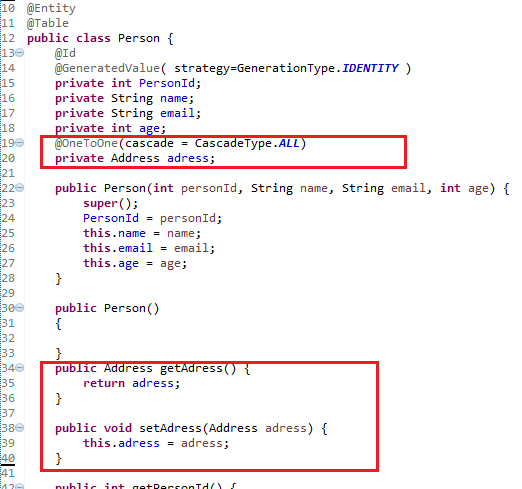 10 @Entity
11 @Table
12 public class Person {
13 @Id
14 @GeneratedValue( strategy=GenerationType.IDENTITY )
15 private int PersonId;
16 private String name;
17 private String email;
18 private int age;
19 @OneToOne(cascade = CascadeType.ALL)
20 private Address adress;
21
22 public Person(int personId, String name, String email, int age) {
23 super();
24 PersonId = personId;
25 this.name = name;
26 this.email = email;
27 this.age = age;
28 }
29
30 public Person()
31 {
32
33 }
34 public Address getAdress() {
35 return adress;
36 }
37
38 public void setAdress(Address adress) {
39 this.adress = adress;
40 }
41
42 public int getPersonId() {